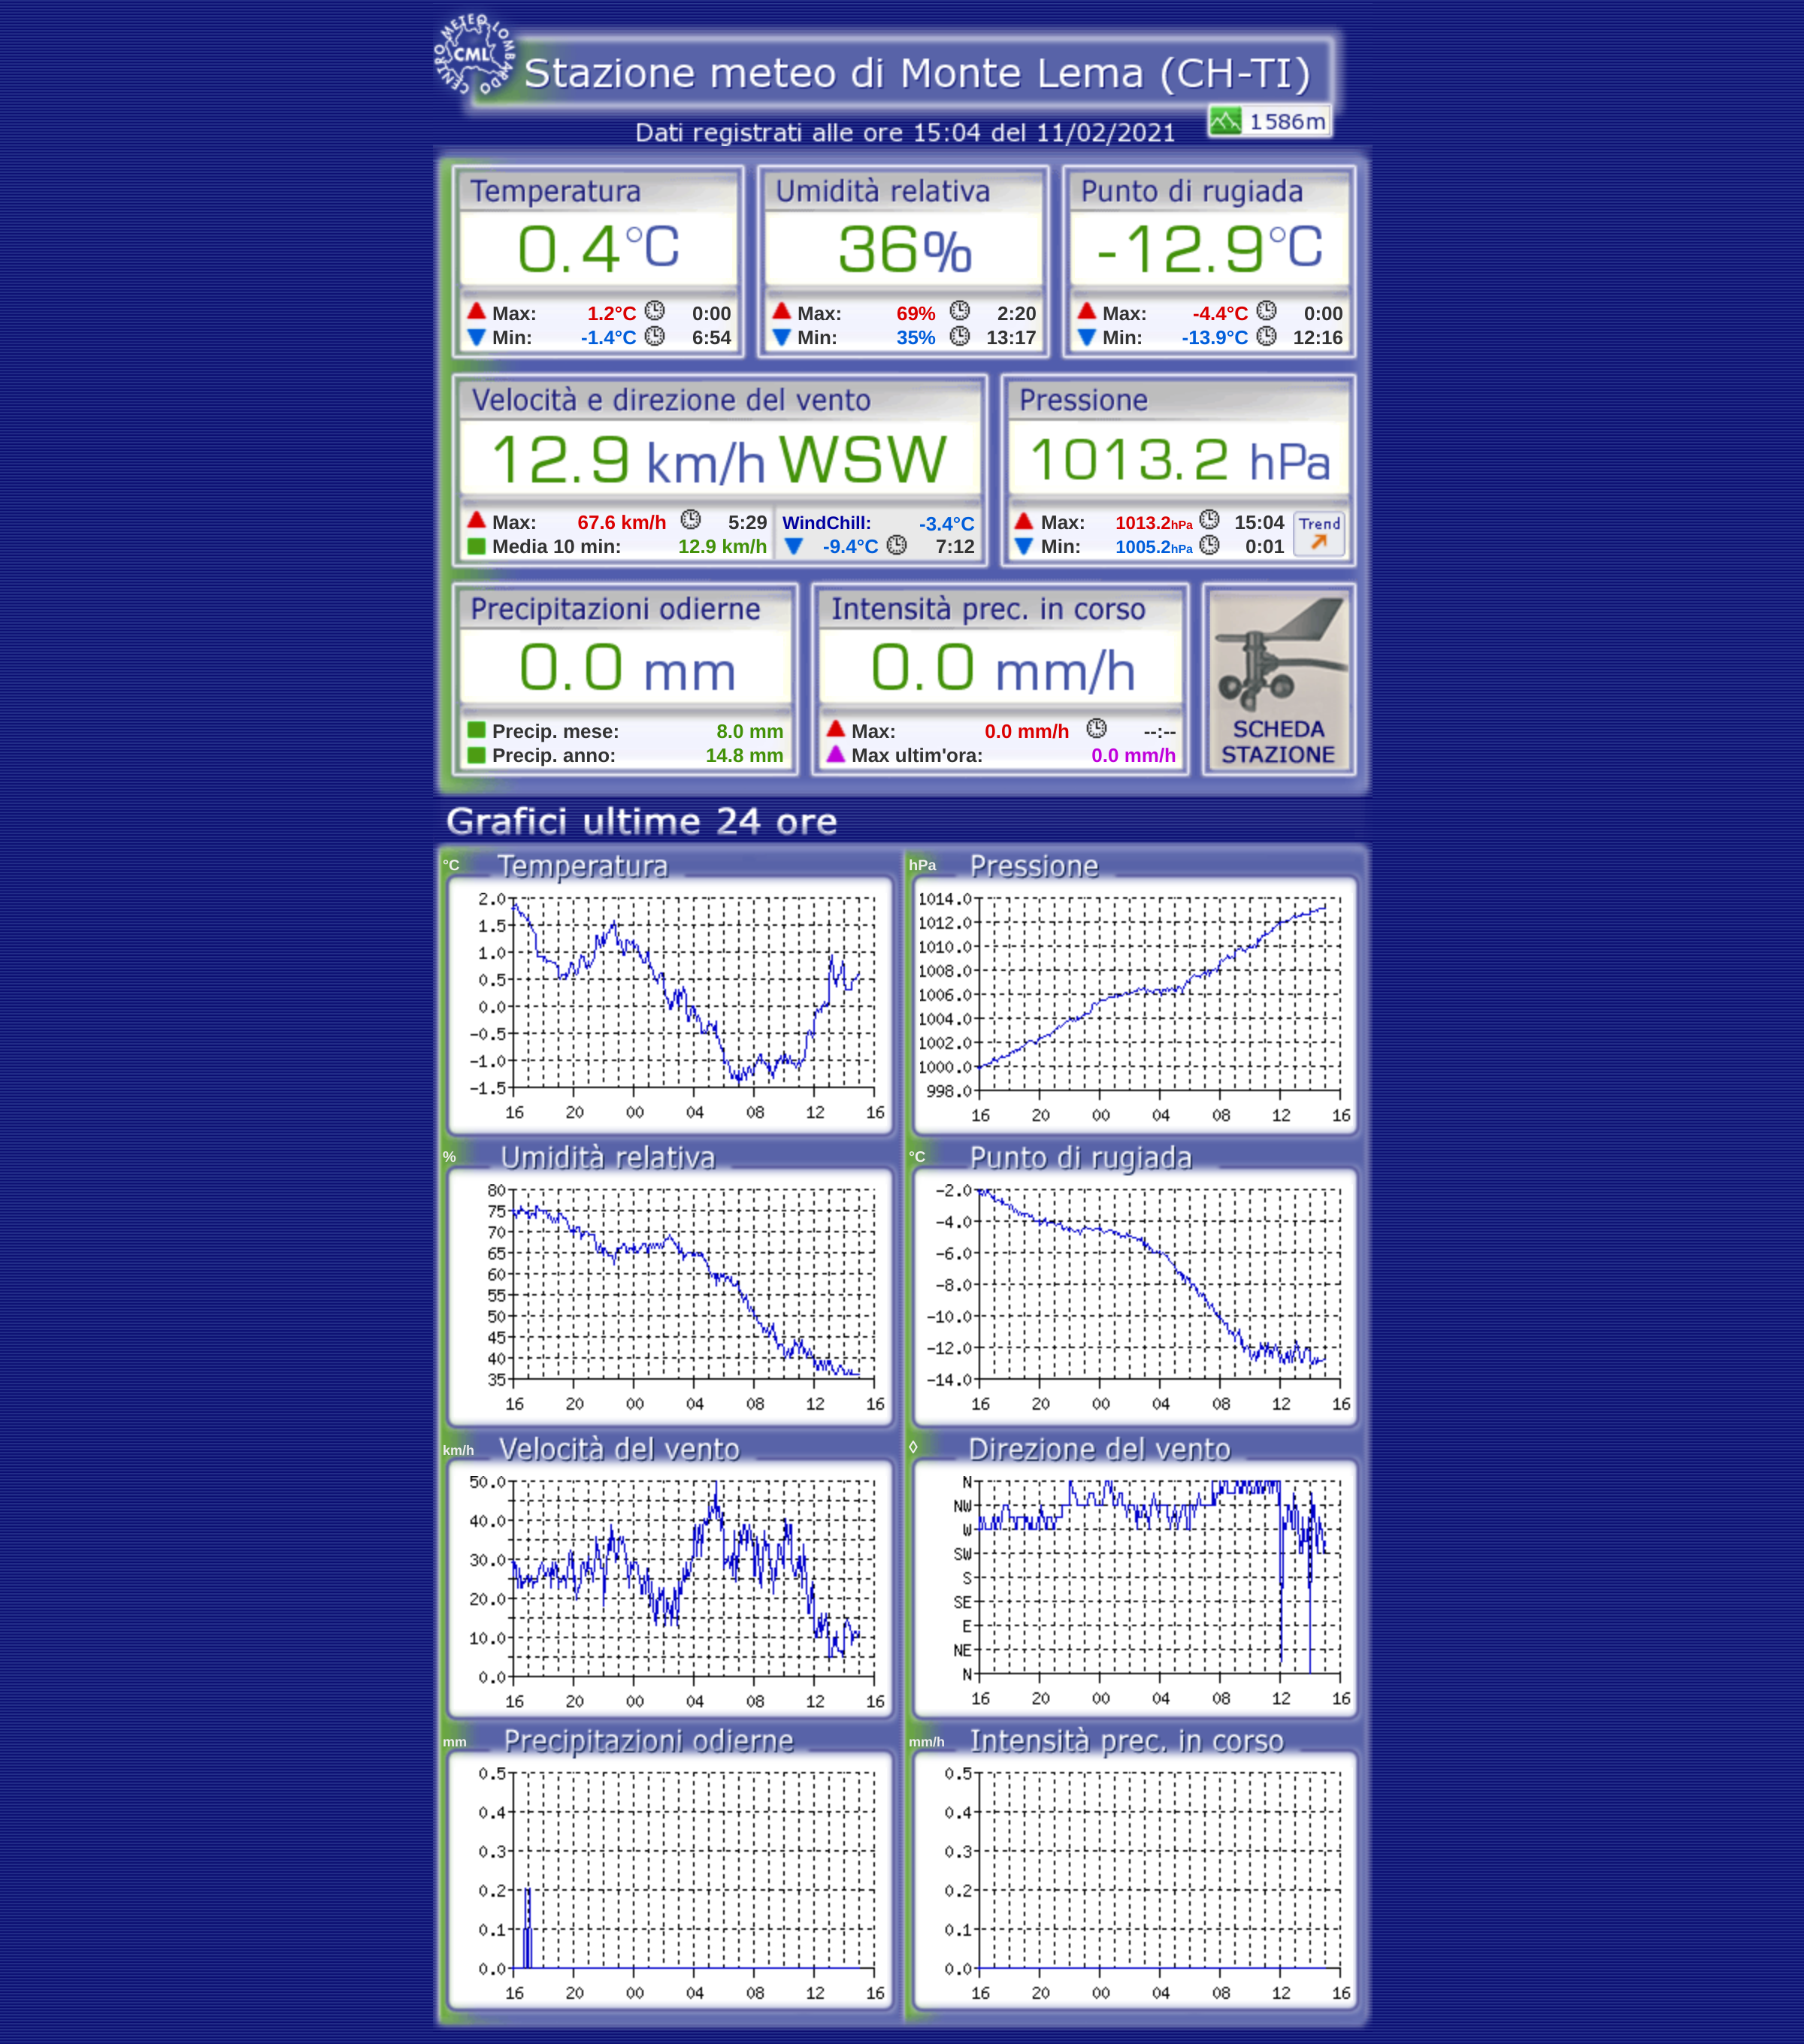 CENTRO METEO LOMBARDO
CML
Stazione meteo di Monte Lema (CH-TI)
1586m
Dati registrati alle ore 15:04 del 11/02/2021
Temperatura Umidità relativa Punto di rugiada
0.4°C 36% -12.9°C
Max: 1.2°C 0:00 Max: 69% 2:20 Max: -4.4°C 0:00
Min: -1.4°C 6:54 Min: 35% 13:17 Min: -13.9°C 12:16
Velocità e direzione del vento Pressione
12.9 km/h WSW 1013.2 hPa
Max: 67.6 km/h 5:29 WindChill: -3.4°C Max: 1013.2hPa 15:04 Trend
Media 10 min: 12.9 km/h -9.4°C 7:12 Min: 1005.2hPa 0:01
Precipitazioni odierne Intensità prec. in corso
0.0 mm 0.0 mm/h
Precip. mese: 8.0 mm Max: 0.0 mm/h --:-- SCHEDA
Precip. anno: 14.8 mm Max ultim'ora: 0.0 mm/h STAZIONE
Grafici ultime 24 ore
°C Temperatura
2.0
1.5
1.0
0.5
0.0
-0.5
-1.0
-1.5
16 20 00 04 08 12 16
hPa Pressione
1014.0
1012.0
1010.0
1008.0
1006.0
1004.0
1002.0
1000.0
998.0
16 20 00 04 08 12 16
% Umidità relativa
80
75
70
65
60
55
50
45
40
35
16 20 00 04 08 12 16
°C Punto di rugiada
-2.0
-4.0
-6.0
-8.0
-10.0
-12.0
-14.0
16 20 00 04 08 12 16
km/h Velocità del vento
50.0
40.0
30.0
20.0
10.0
0.0
16 20 00 04 08 12 16
◊ Direzione del vento
N
NW
W
SW
S
SE
E
NE
N
16 20 00 04 08 12 16
mm Precipitazioni odierne
0.5
0.4
0.3
0.2
0.1
0.0
16 20 00 04 08 12 16
mm/h Intensità prec. in corso
0.5
0.4
0.3
0.2
0.1
0.0
16 20 00 04 08 12 16